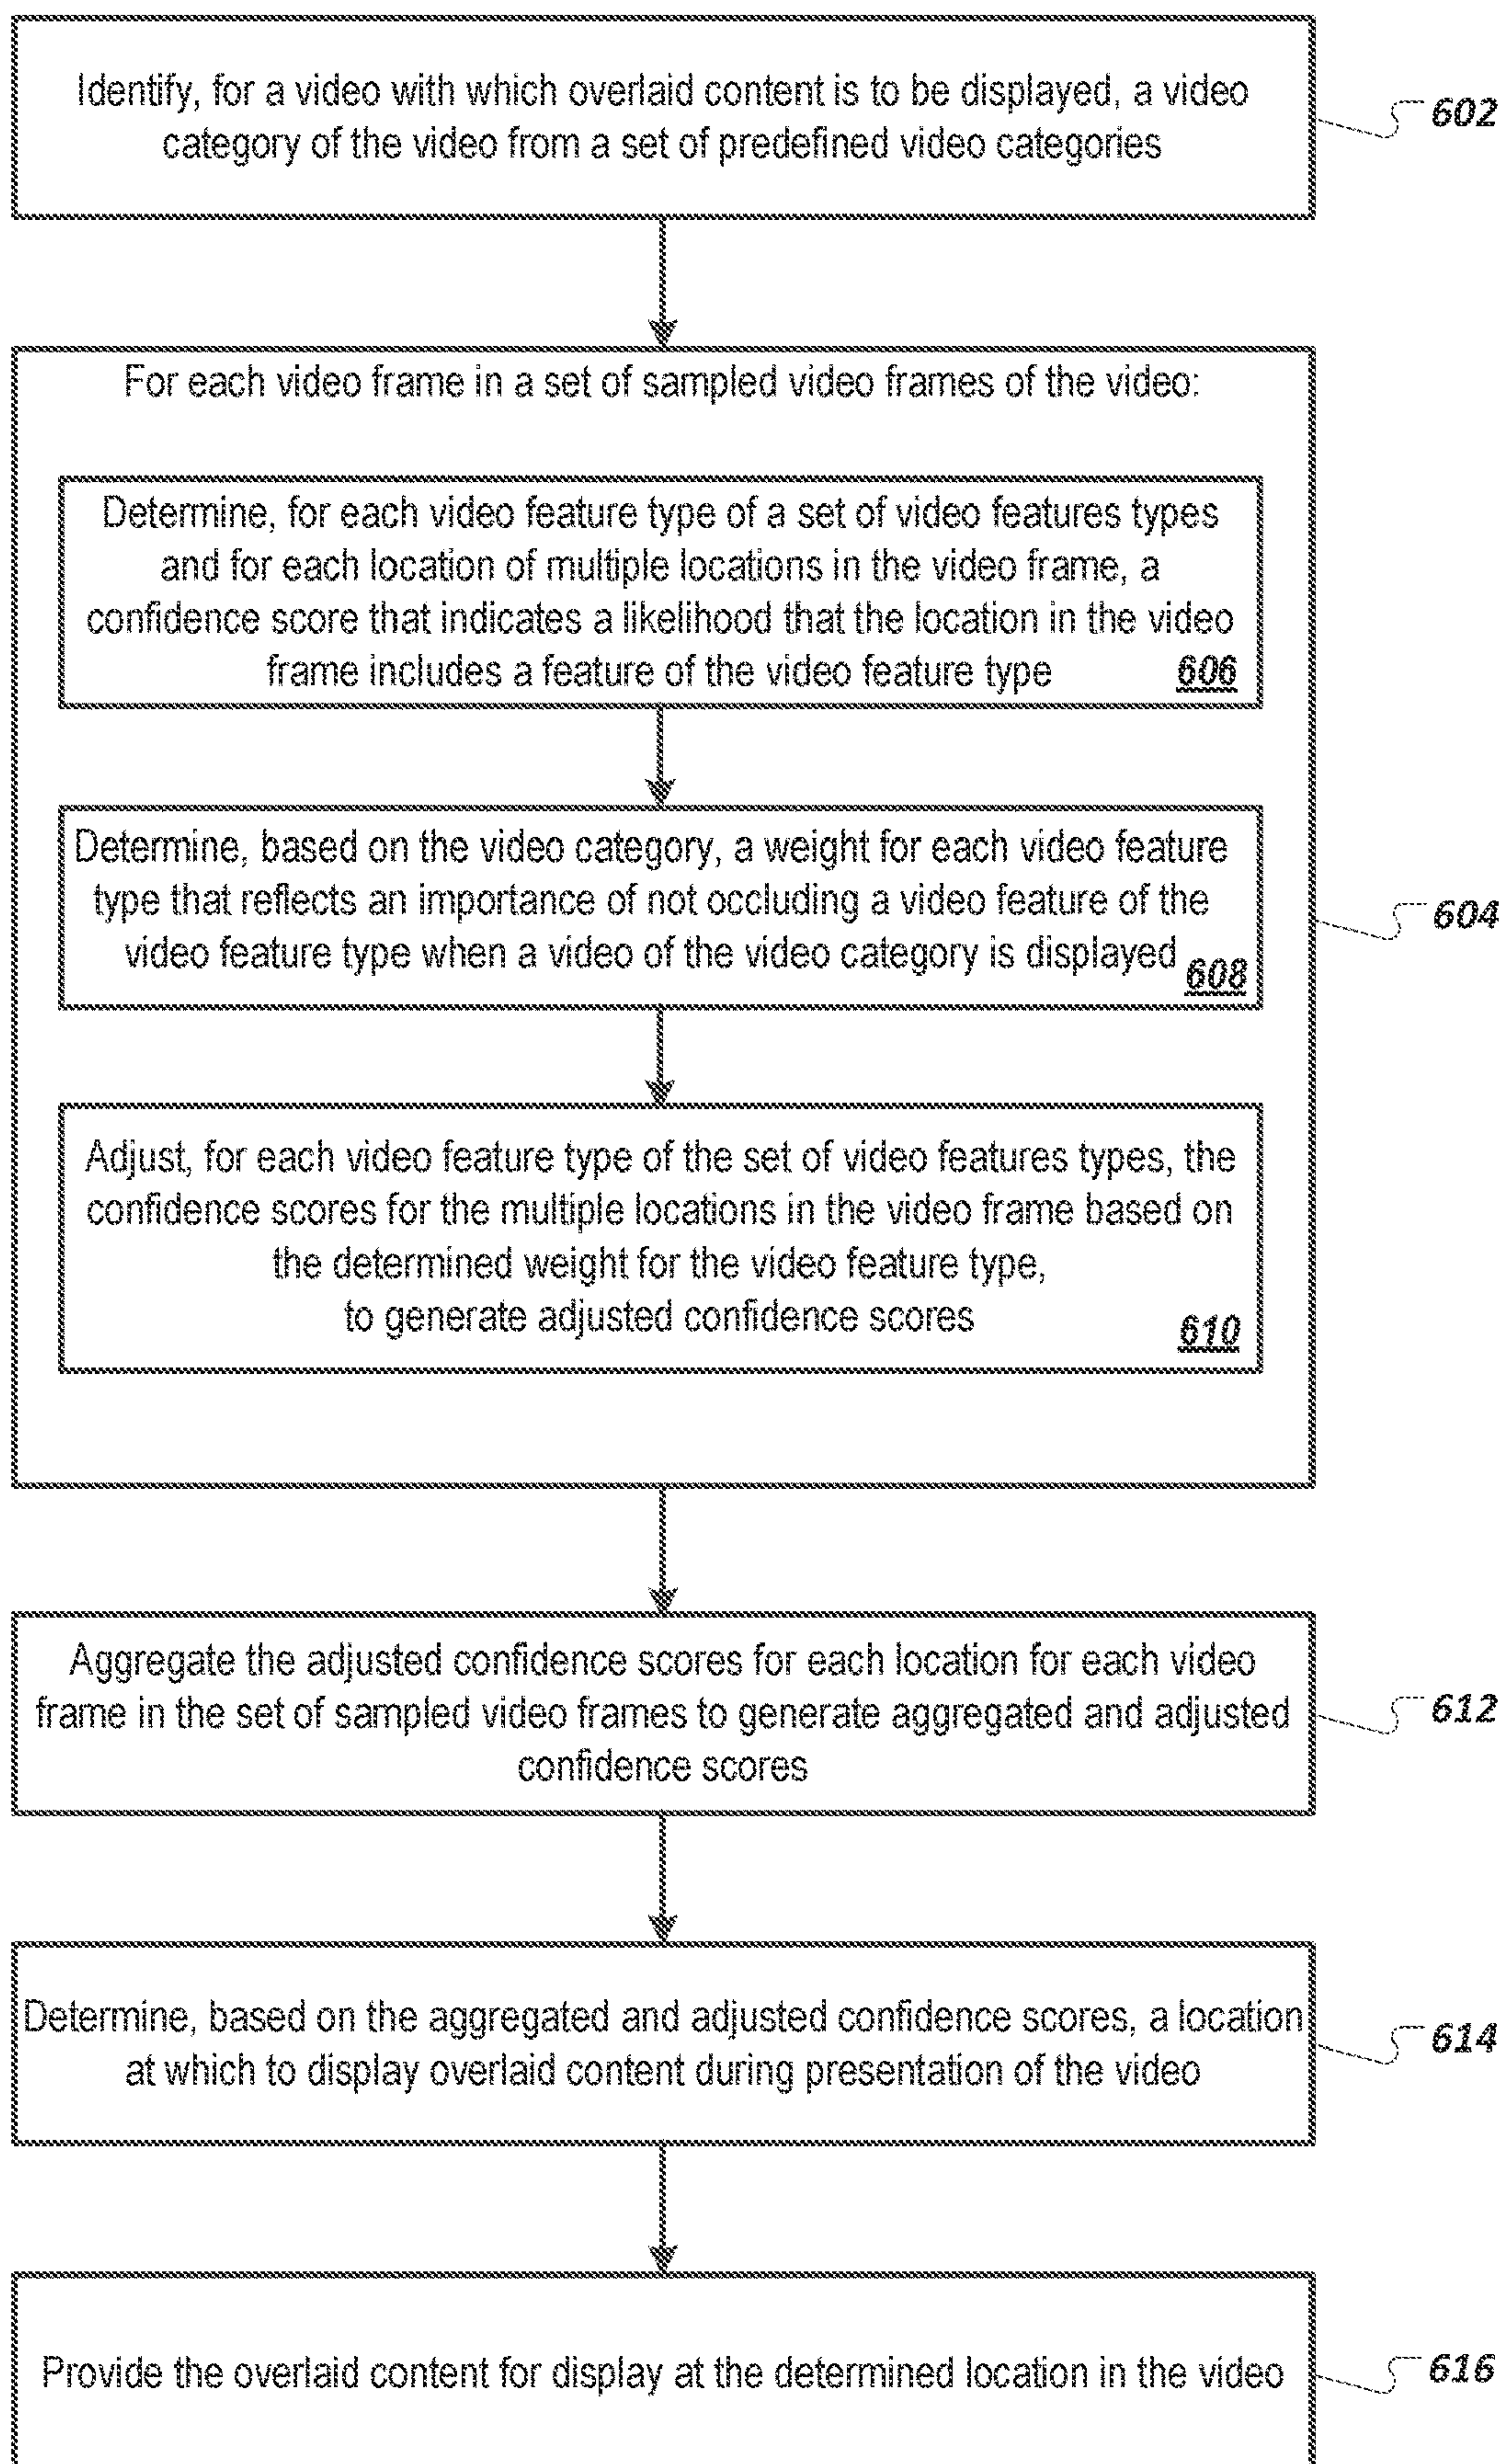 Identify, for a video with which overlaid content is to be displayed, a video
category of the video from a set of predefined video categories
602
For each video frame in a set of sampled video frames of the video:
Determine, for each video feature type of a set of video features types
and for each location of multiple locations in the video frame, a
confidence score that indicates a likelihood that the location in the video
frame includes a feature of the video feature type
606
Determine, based on the video category, a weight for each video feature
type that reflects an importance of not occluding a video feature of the
video feature type when a video of the video category is displayed
608
604
Adjust, for each video feature type of the set of video features types, the
confidence scores for the multiple locations in the video frame based on
the determined weight for the video feature type,
to generate adjusted confidence scores
610
Aggregate the adjusted confidence scores for each location for each video
frame in the set of sampled video frames to generate aggregated and adjusted
confidence scores
612
Determine, based on the aggregated and adjusted confidence scores, a location
at which to display overlaid content during presentation of the video
614
Provide the overlaid content for display at the determined location in the video
616